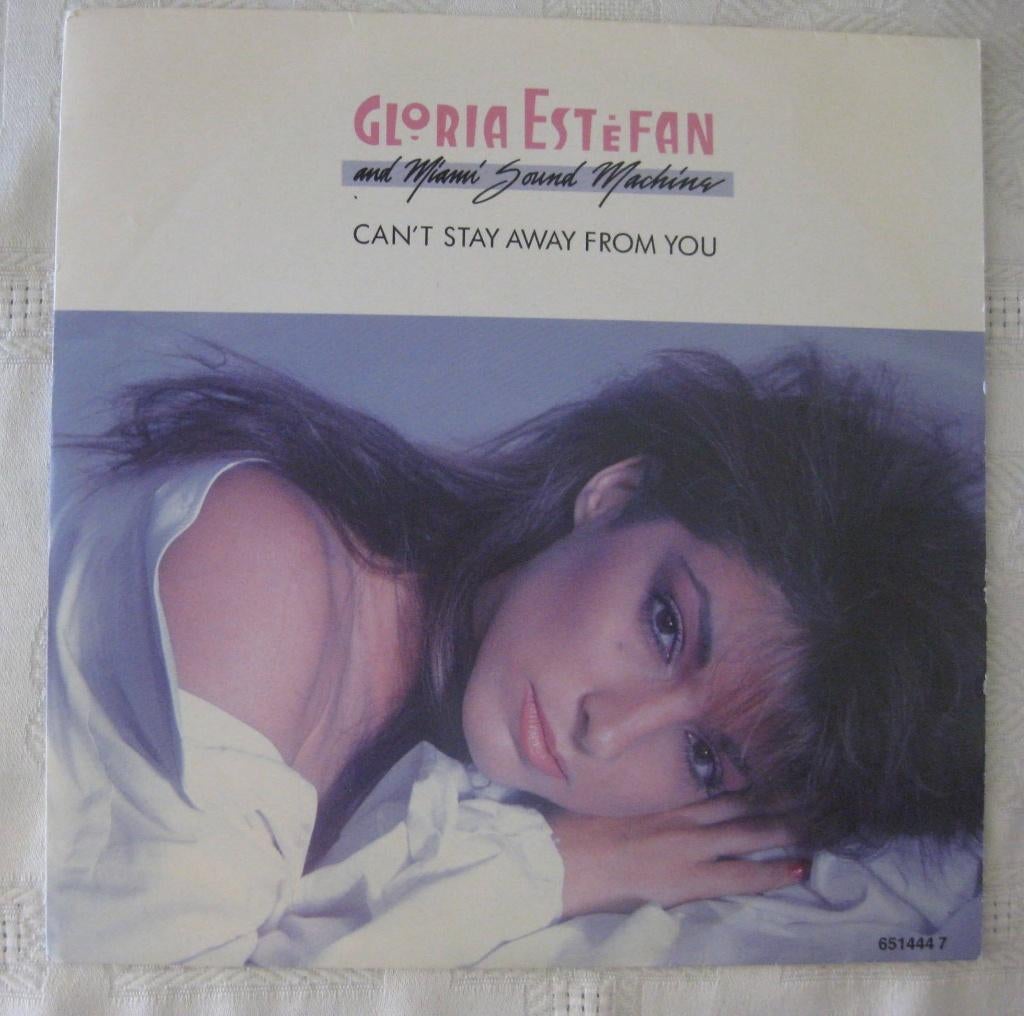 GLORIA ESTEFAN
and Miami Sound Machine
CAN'T STAY AWAY FROM YOU
651444 7